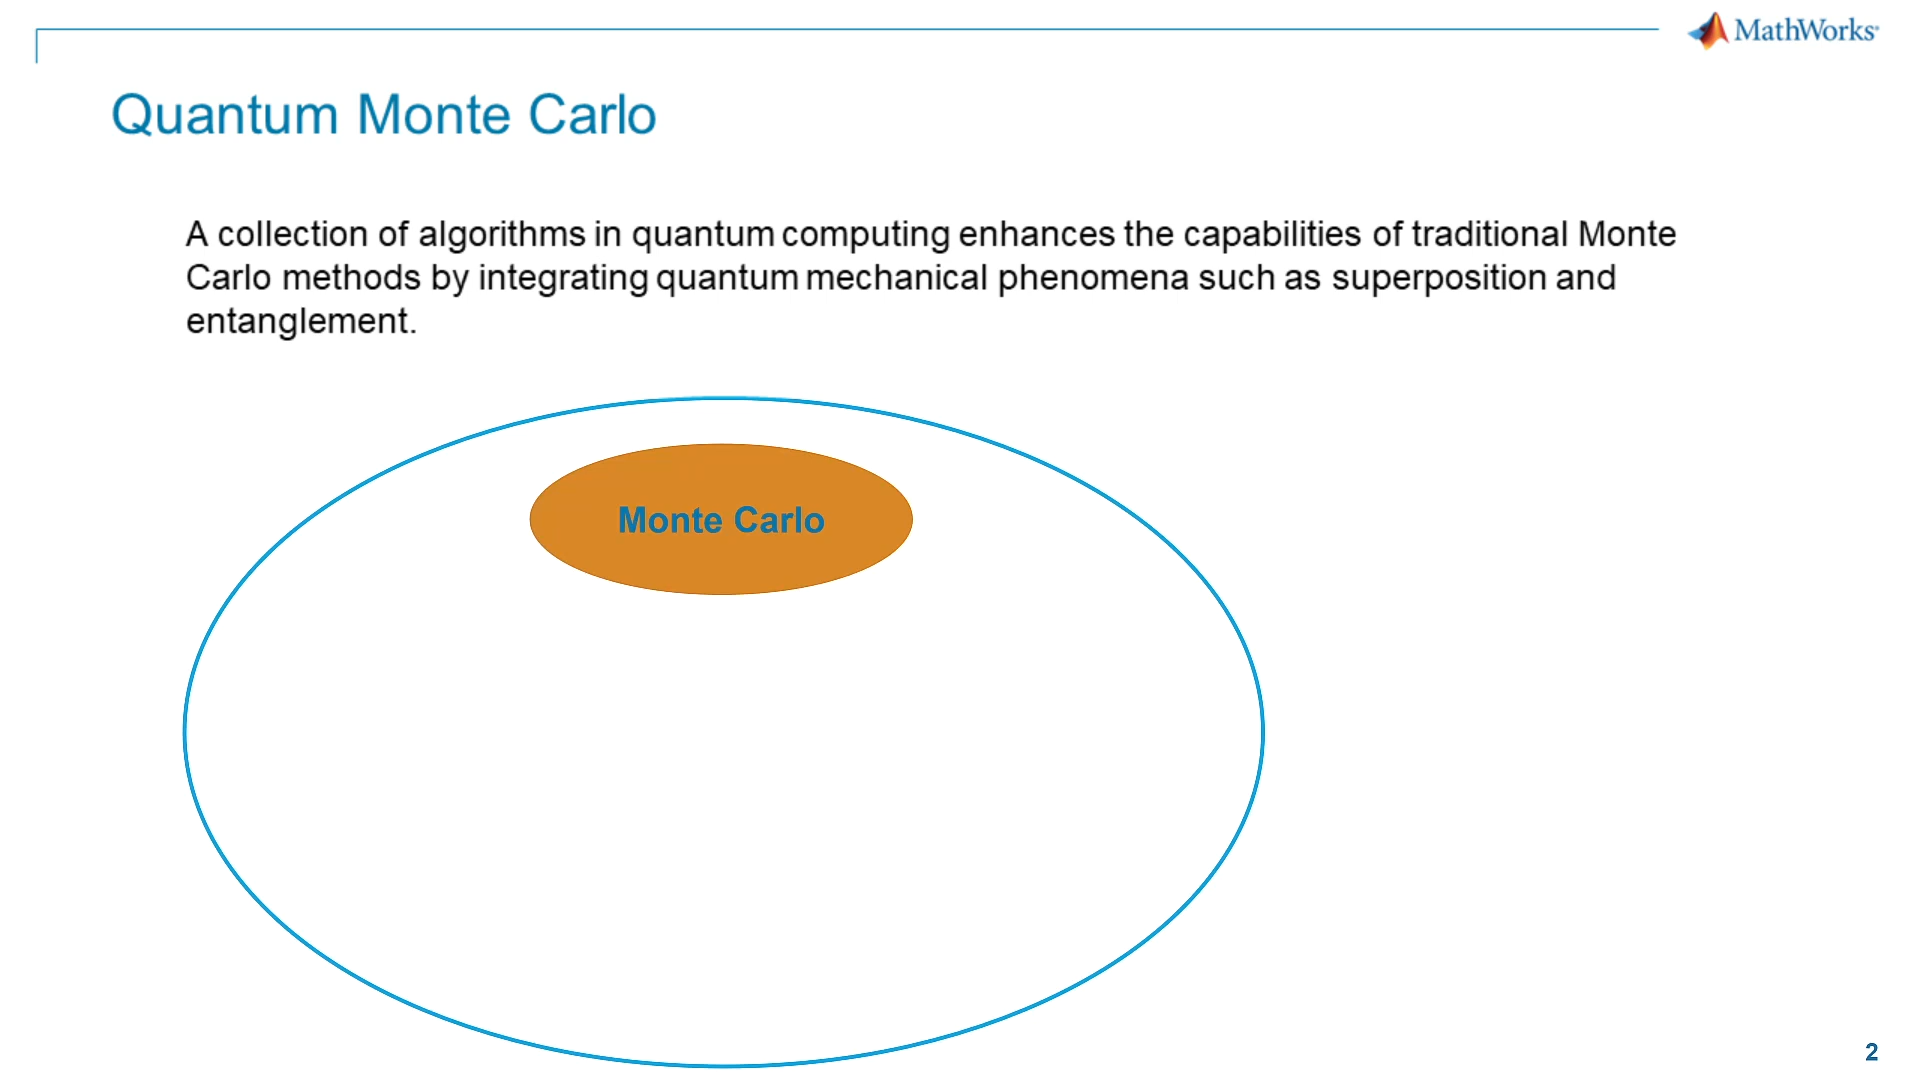 MathWorks
Quantum Monte Carlo
A collection of algorithms in quantum computing enhances the capabilities of traditional Monte
Carlo methods by integrating quantum mechanical phenomena such as superposition and
entanglement.
Monte Carlo
2